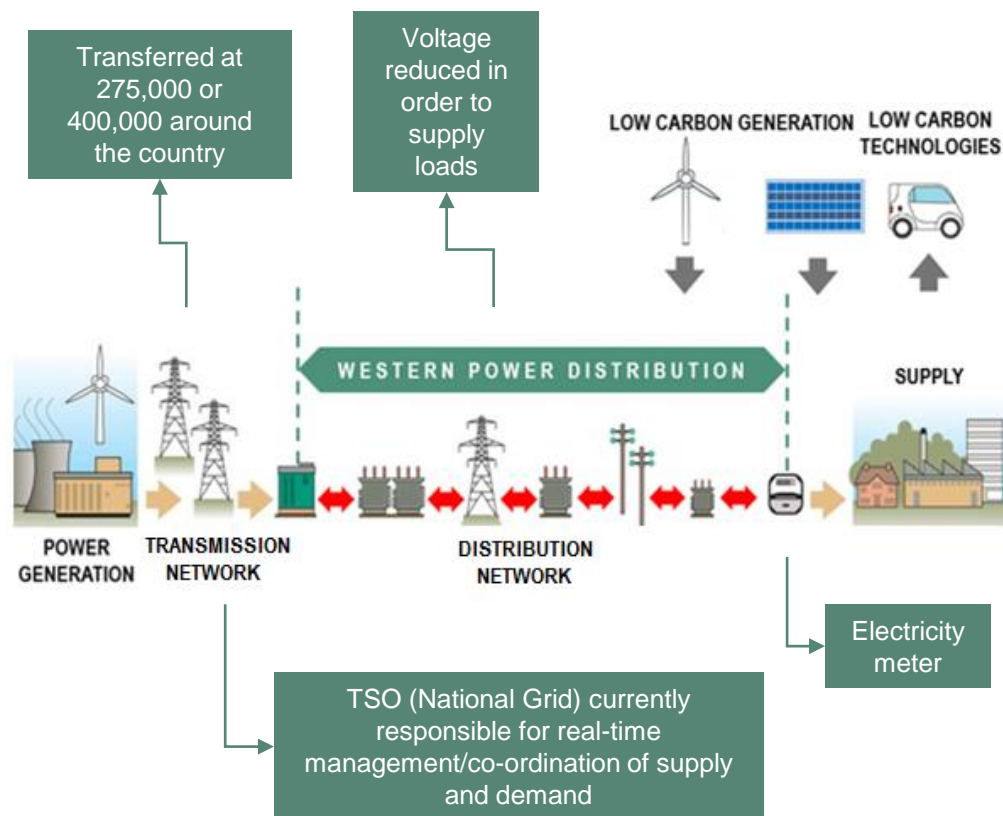 Transferred at
275,000 or
400,000 around
the country
Voltage
reduced in
order to
supply
loads
LOW CARBON GENERATION
LOW CARBON
TECHNOLOGIES
WESTERN POWER DISTRIBUTION
SUPPLY
POWER
GENERATION
TRANSMISSION
NETWORK
DISTRIBUTION
NETWORK
Electricity
meter
TSO (National Grid) currently
responsible for real-time
management/co-ordination of supply
and demand